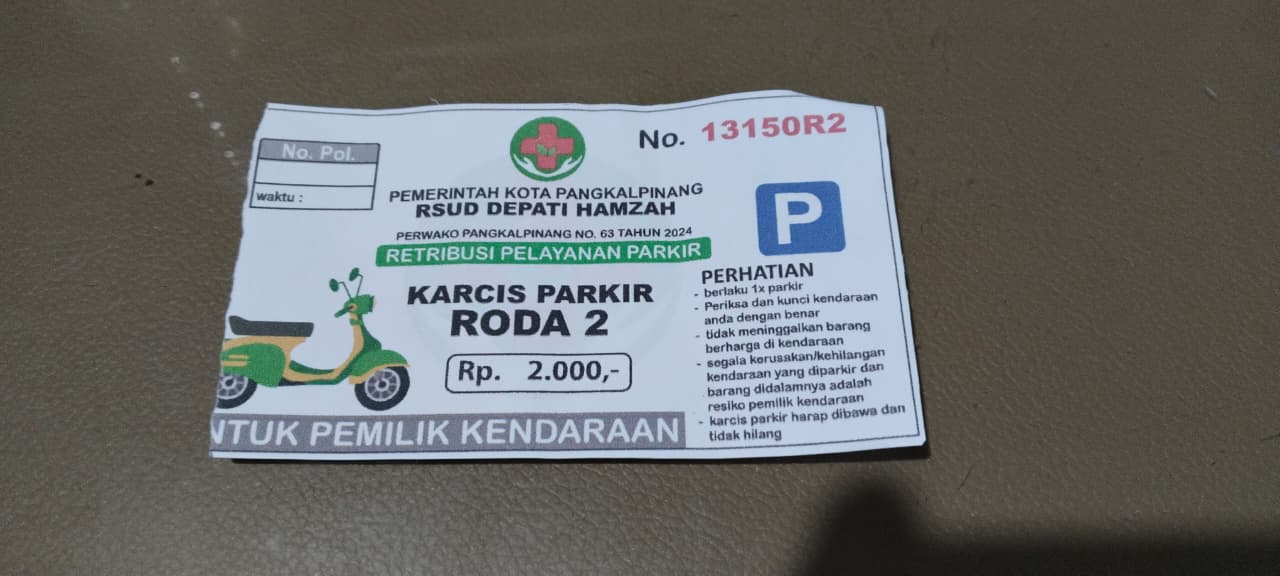 No. Pol.
waktu :
No. 13150R2
PEMERINTAH KOTA PANGKALPINANG
RSUD DEPATI HAMZAH
PERWAKO PANGKALPINANG NO. 63 TAHUN 2024
RETRIBUSI PELAYANAN PARKIR
KARCIS PARKIR
RODA 2
Rp. 2.000,-
NTUK PEMILIK KENDARAAN
P
PERHATIAN
- berlaku 1x parkir
- Periksa dan kunci kendaraan
anda dengan benar
- tidak meninggalkan barang
berharga di kendaraan
- segala kerusakan/kehilangan
kendaraan yang diparkir dan
barang didalamnya adalah
resiko pemilik kendaraan
- karcis parkir harap dibawa dan
tidak hilang